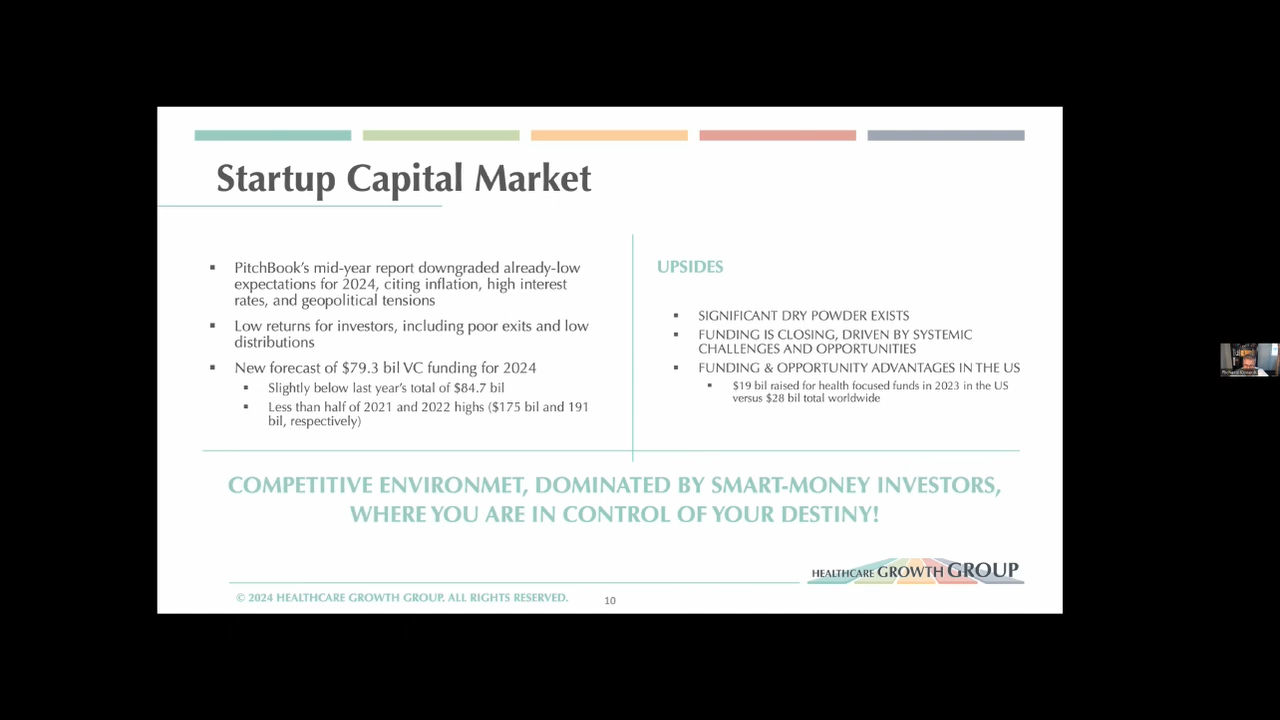 Startup Capital Market
▪ PitchBook's mid-year report downgraded already-low
expectations for 2024, citing inflation, high interest
rates, and geopolitical tensions
▪ Low returns for investors, including poor exits and low
distributions
▪ New forecast of $79.3 bil VC funding for 2024
▪ Slightly below last year's total of $84.7 bil
▪ Less than half of 2021 and 2022 highs ($175 bil and 191
bil, respectively)
UPSIDES
▪ SIGNIFICANT DRY POWDER EXISTS
▪ FUNDING IS CLOSING, DRIVEN BY SYSTEMIC
CHALLENGES AND OPPORTUNITIES
▪ FUNDING & OPPORTUNITY ADVANTAGES IN THE US
▪ $19 bil raised for health focused funds in 2023 in the US
versus $28 bil total worldwide
COMPETITIVE ENVIRONMET, DOMINATED BY SMART-MONEY INVESTORS,
WHERE YOU ARE IN CONTROL OF YOUR DESTINY!
HEALTHCARE GROWTH GROUP
© 2024 HEALTHCARE GROWTH GROUP. ALL RIGHTS RESERVED.
10